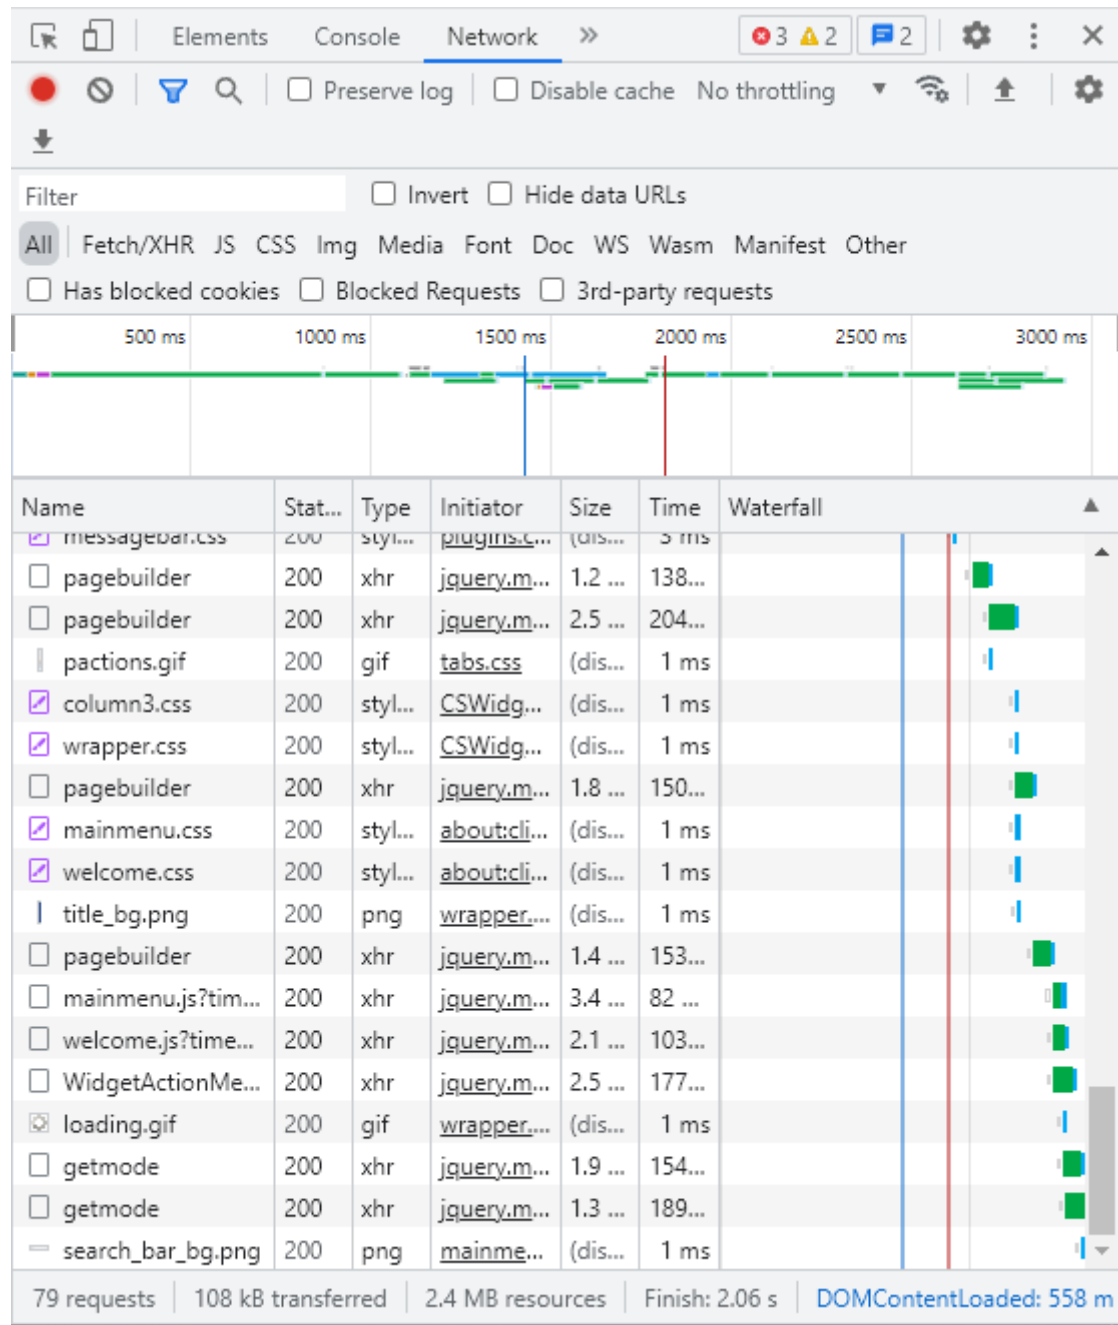 Elements Console Network » 3 2 2
Preserve log Disable cache No throttling
Filter Invert Hide data URLs
All Fetch/XHR JS CSS Img Media Font Doc WS Wasm Manifest Other
Has blocked cookies Blocked Requests 3rd-party requests
500 ms 1000 ms 1500 ms 2000 ms 2500 ms 3000 ms
Name Stat... Type Initiator Size Time Waterfall
messagebar.css 200 styl... plugins.c... (dis... 3 ms
pagebuilder 200 xhr jquery.m... 1.2 ... 138...
pagebuilder 200 xhr jquery.m... 2.5 ... 204...
pactions.gif 200 gif tabs.css (dis... 1 ms
column3.css 200 styl... CSWidg... (dis... 1 ms
wrapper.css 200 styl... CSWidg... (dis... 1 ms
pagebuilder 200 xhr jquery.m... 1.8 ... 150...
mainmenu.css 200 styl... about:cli... (dis... 1 ms
welcome.css 200 styl... about:cli... (dis... 1 ms
title_bg.png 200 png wrapper.... (dis... 1 ms
pagebuilder 200 xhr jquery.m... 1.4 ... 153...
mainmenu.js?tim... 200 xhr jquery.m... 3.4 ... 82 ...
welcome.js?time... 200 xhr jquery.m... 2.1 ... 103...
WidgetActionMe... 200 xhr jquery.m... 2.5 ... 177...
loading.gif 200 gif wrapper.... (dis... 1 ms
getmode 200 xhr jquery.m... 1.9 ... 154...
getmode 200 xhr jquery.m... 1.3 ... 189...
search_bar_bg.png 200 png mainme... (dis... 1 ms
79 requests 108 kB transferred 2.4 MB resources Finish: 2.06 s DOMContentLoaded: 558 m